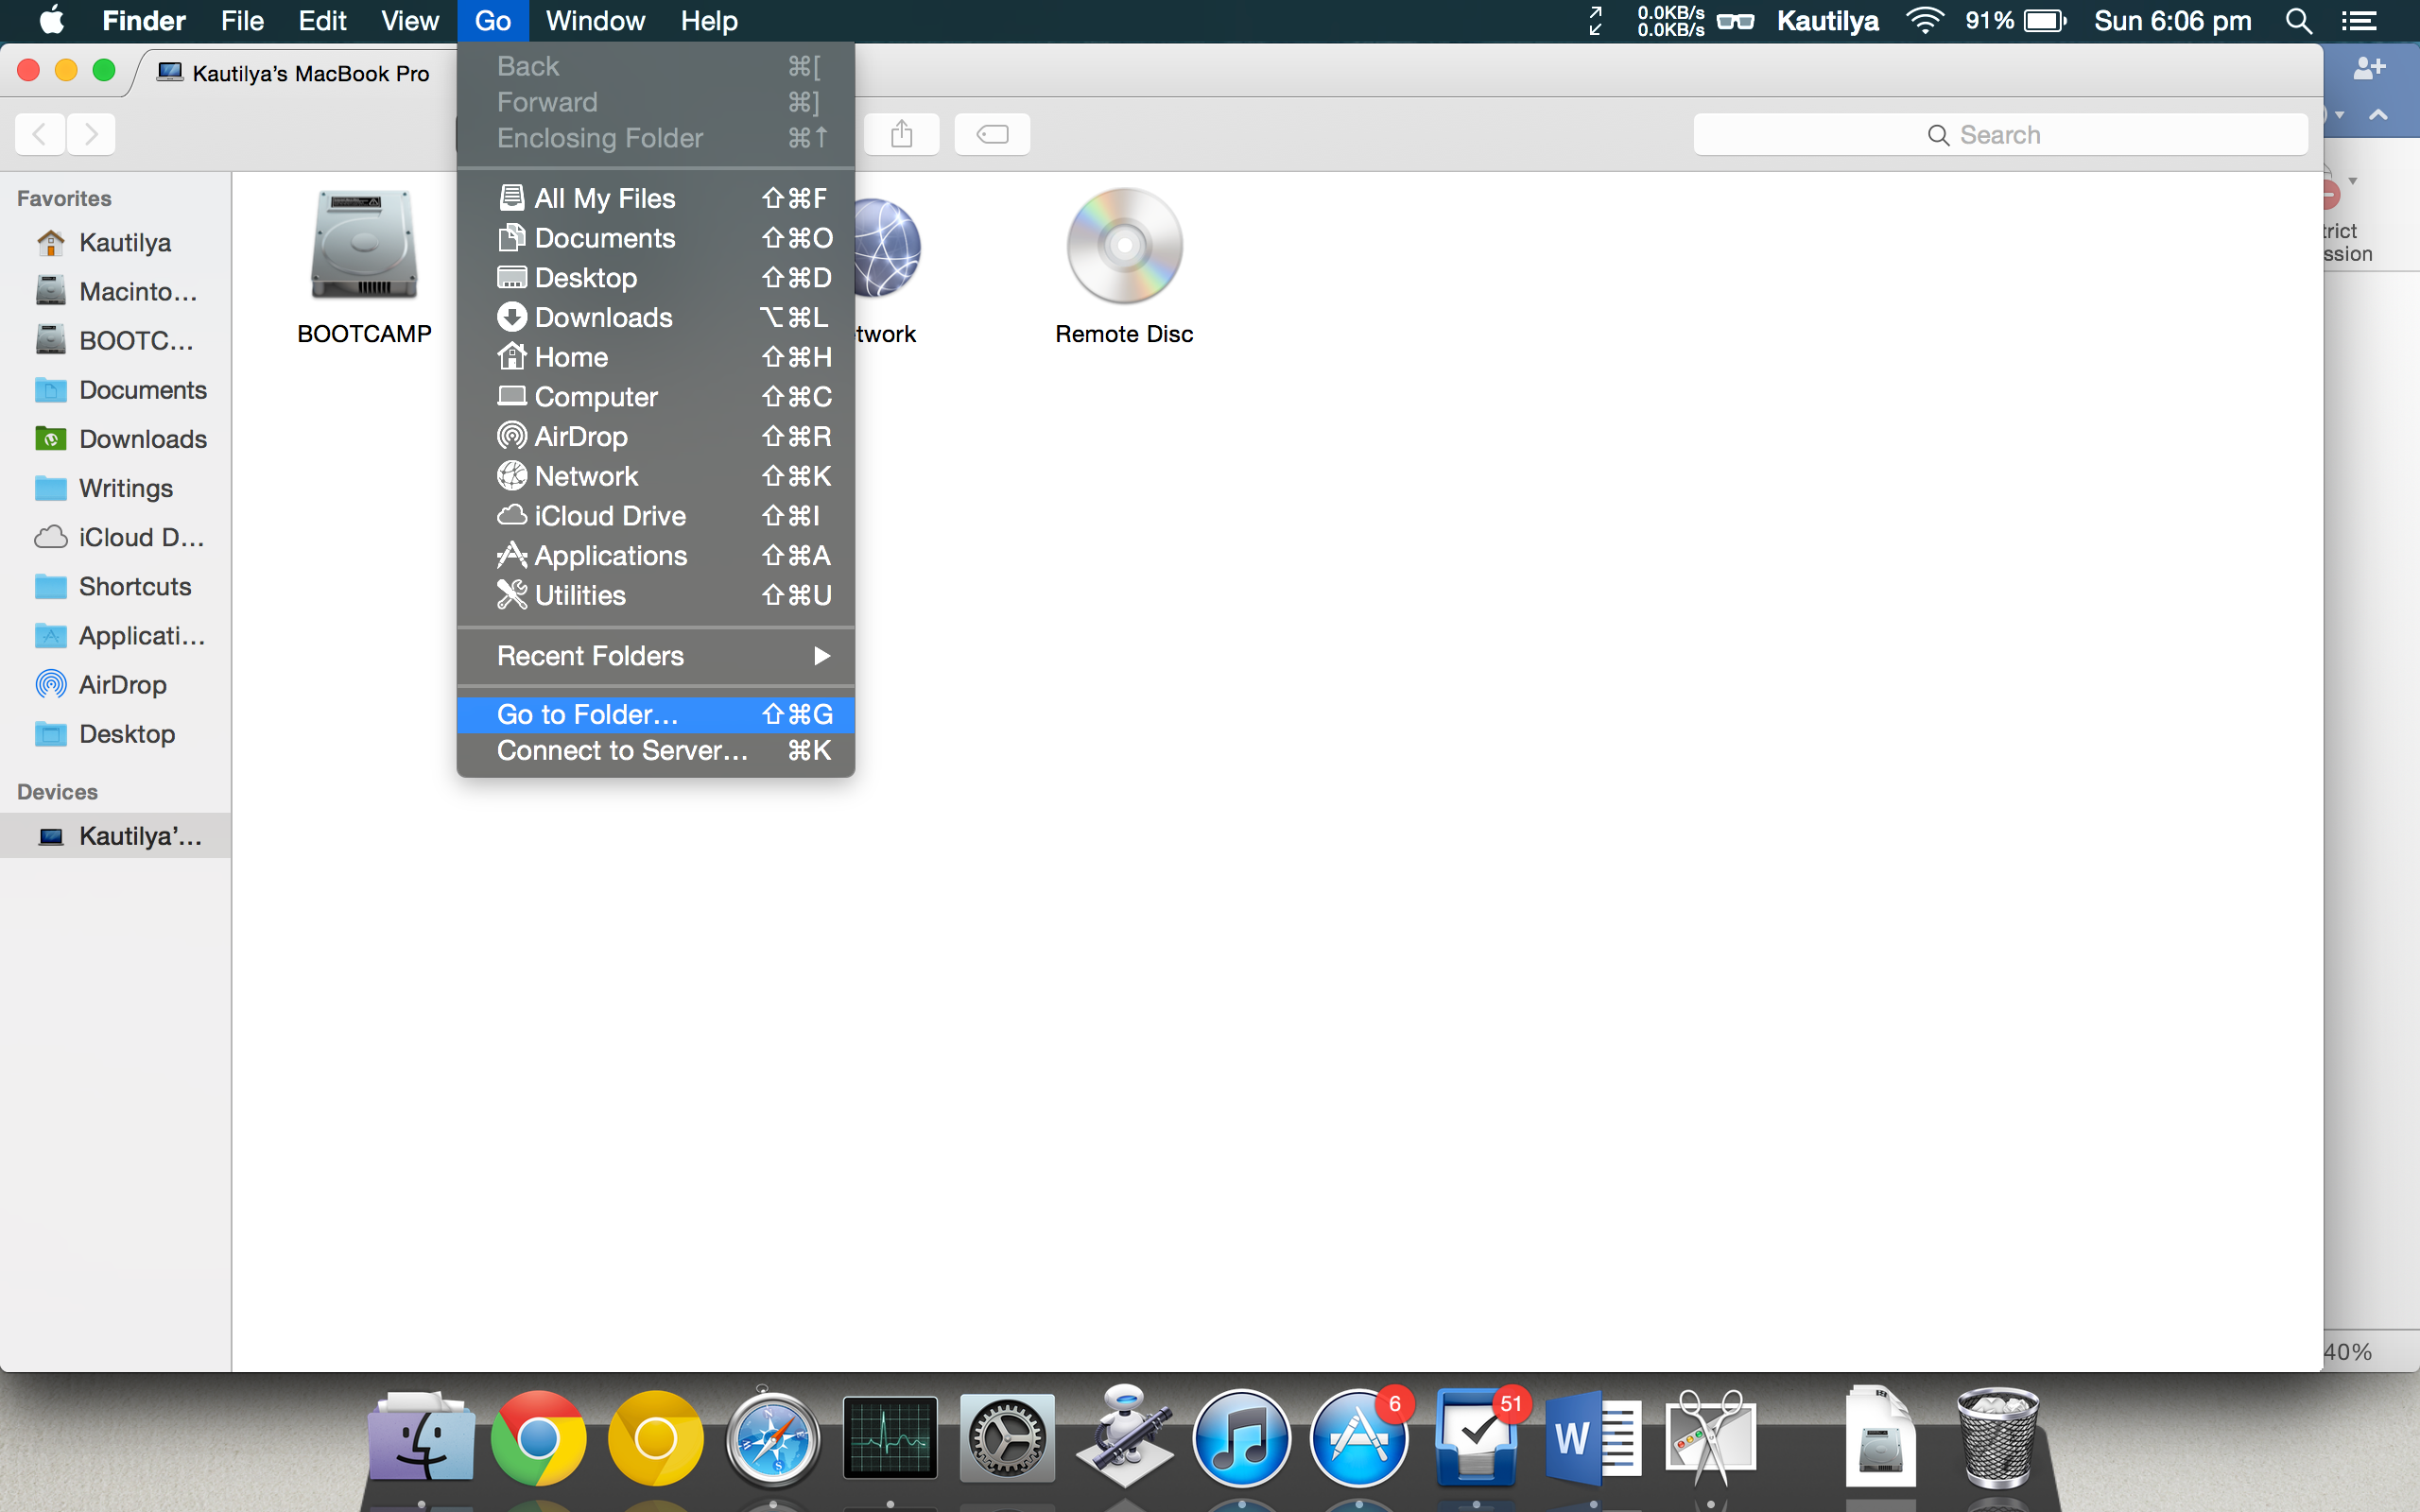 Finder File Edit View Go Window Help 0.0KB/s Kautilya 91% Sun 6:06 pm
0.0KB/s
Kautilya's MacBook Pro
Search
Favorites
Kautilya
Macinto...
BOOTC...
Documents
Downloads
Writings
iCloud D...
Shortcuts
Applicati...
AirDrop
Desktop
Devices
Kautilya'...
Back ⌘[
Forward ⌘]
Enclosing Folder ⌘↑
All My Files ⇧⌘F
Documents ⇧⌘O
Desktop ⇧⌘D
Downloads ⌥⌘L
Home ⇧⌘H
Computer ⇧⌘C
AirDrop ⇧⌘R
Network ⇧⌘K
iCloud Drive ⇧⌘I
Applications ⇧⌘A
Utilities ⇧⌘U
Recent Folders
Go to Folder... ⇧⌘G
Connect to Server... ⌘K
BOOTCAMP
twork
Remote Disc
trict
ssion
40%
6
51
W